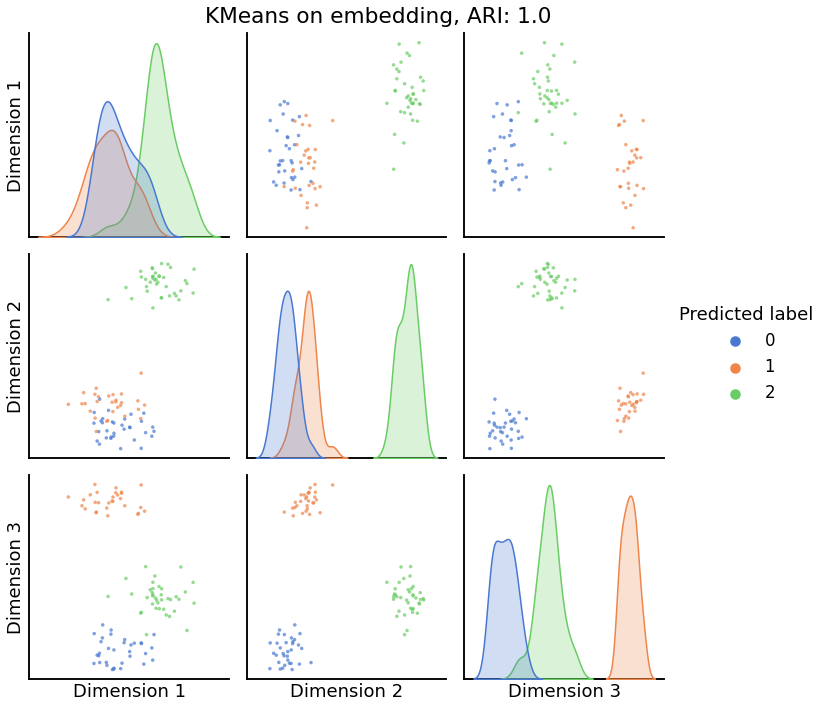 KMeans on embedding, ARI: 1.0
Dimension 1
Dimension 2
Dimension 3
Predicted label
0
1
2
Dimension 1
Dimension 2
Dimension 3